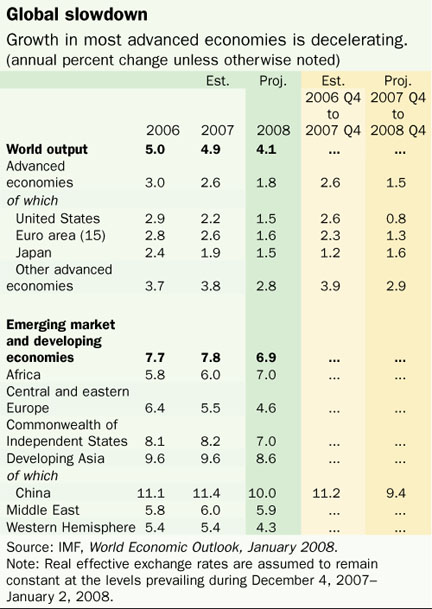 Global slowdown
Growth in most advanced economies is decelerating.
(annual percent change unless otherwise noted)
Est. Proj. Est. Proj.
2006 Q4 2007 Q4
to to
2006 2007 2008 2007 Q4 2008 Q4
World output 5.0 4.9 4.1 ... ...
Advanced
economies 3.0 2.6 1.8 2.6 1.5
of which
United States 2.9 2.2 1.5 2.6 0.8
Euro area (15) 2.8 2.6 1.6 2.3 1.3
Japan 2.4 1.9 1.5 1.2 1.6
Other advanced
economies 3.7 3.8 2.8 3.9 2.9
Emerging market
and developing
economies 7.7 7.8 6.9 ... ...
Africa 5.8 6.0 7.0 ... ...
Central and eastern
Europe 6.4 5.5 4.6 ... ...
Commonwealth of
Independent States 8.1 8.2 7.0 ... ...
Developing Asia 9.6 9.6 8.6 ... ...
of which
China 11.1 11.4 10.0 11.2 9.4
Middle East 5.8 6.0 5.9 ... ...
Western Hemisphere 5.4 5.4 4.3 ... ...
Source: IMF, World Economic Outlook, January 2008.
Note: Real effective exchange rates are assumed to remain
constant at the levels prevailing during December 4, 2007–
January 2, 2008.